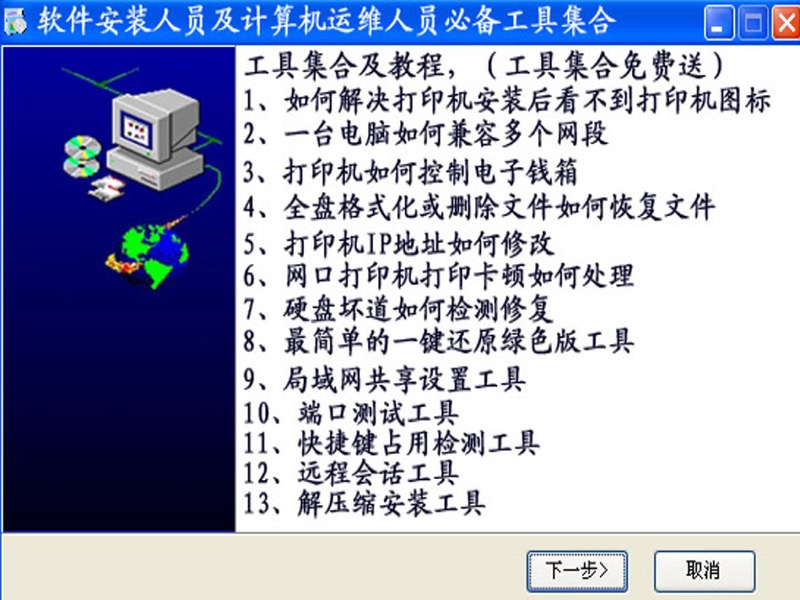 软件安装人员及计算机运维人员必备工具集合
工具集合及教程，（工具集合免费送）
1、如何解决打印机安装后看不到打印机图标
2、一台电脑如何兼容多个网段
3、打印机如何控制电子钱箱
4、全盘格式化或删除文件如何恢复文件
5、打印机IP地址如何修改
6、网口打印机打印卡顿如何处理
7、硬盘坏道如何检测修复
8、最简单的一键还原绿色版工具
9、局域网共享设置工具
10、端口测试工具
11、快捷键占用检测工具
12、远程会话工具
13、解压缩安装工具
下一步>
取消